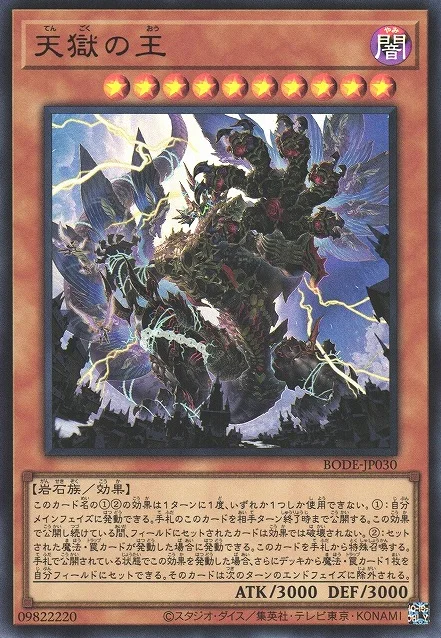 天獄の王
闇
BODE-JP030
【岩石族／効果】
このカード名の①②の効果は1ターンに1度、いずれか1つしか使用できない。①：自分
メインフェイズに発動できる。手札のこのカードを相手ターン終了時まで公開する。この効果
で公開し続けている間、フィールドにセットされたカードは効果では破壊されない。②：セット
された魔法・罠カードが発動した場合に発動できる。このカードを手札から特殊召喚する。
手札で公開されている状態でこの効果を発動した場合、さらにデッキから魔法・罠カード1枚を
自分フィールドにセットできる。そのカードは次のターンのエンドフェイズに除外される。
ATK/3000 DEF/3000
09822220
©スタジオ・ダイス／集英社・テレビ東京・KONAMI